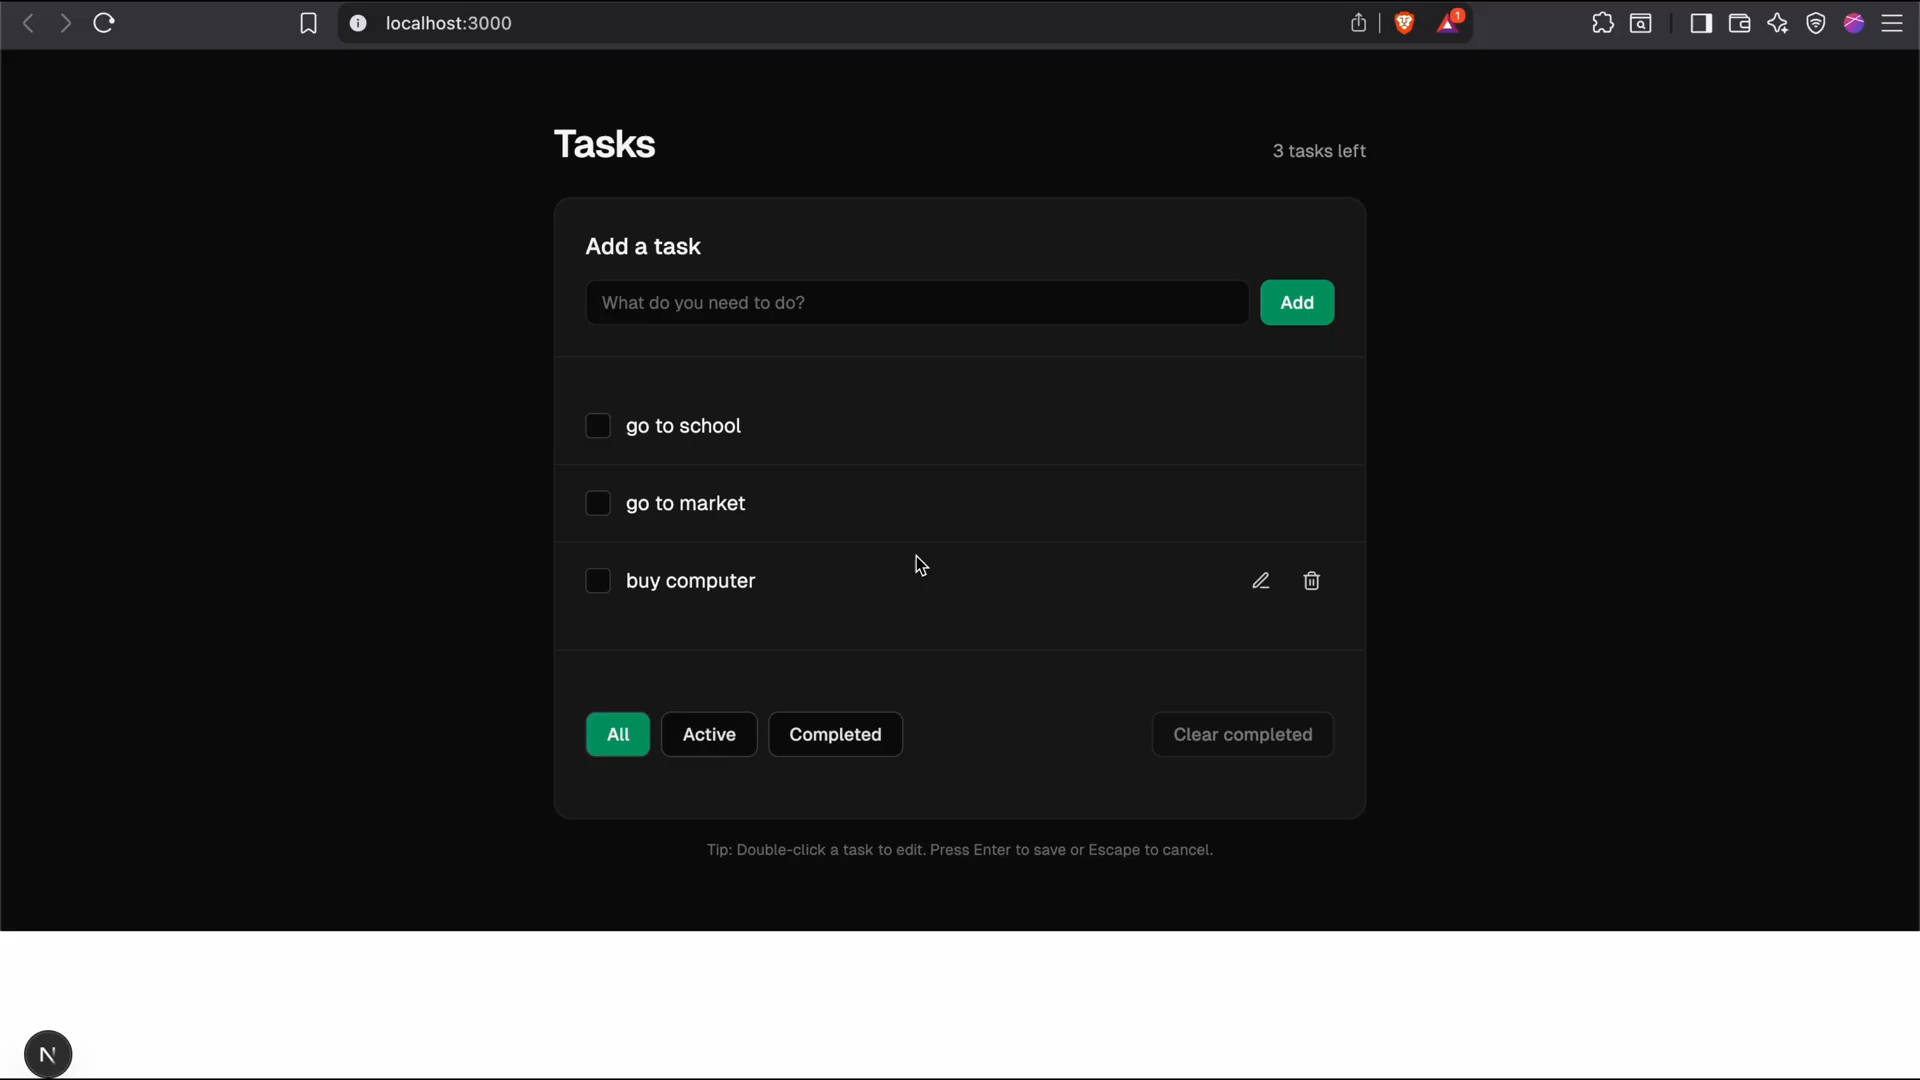 localhost:3000
1
Tasks
3 tasks left
Add a task
What do you need to do?
Add
go to school
go to market
buy computer
All
Active
Completed
Clear completed
Tip: Double-click a task to edit. Press Enter to save or Escape to cancel.
N